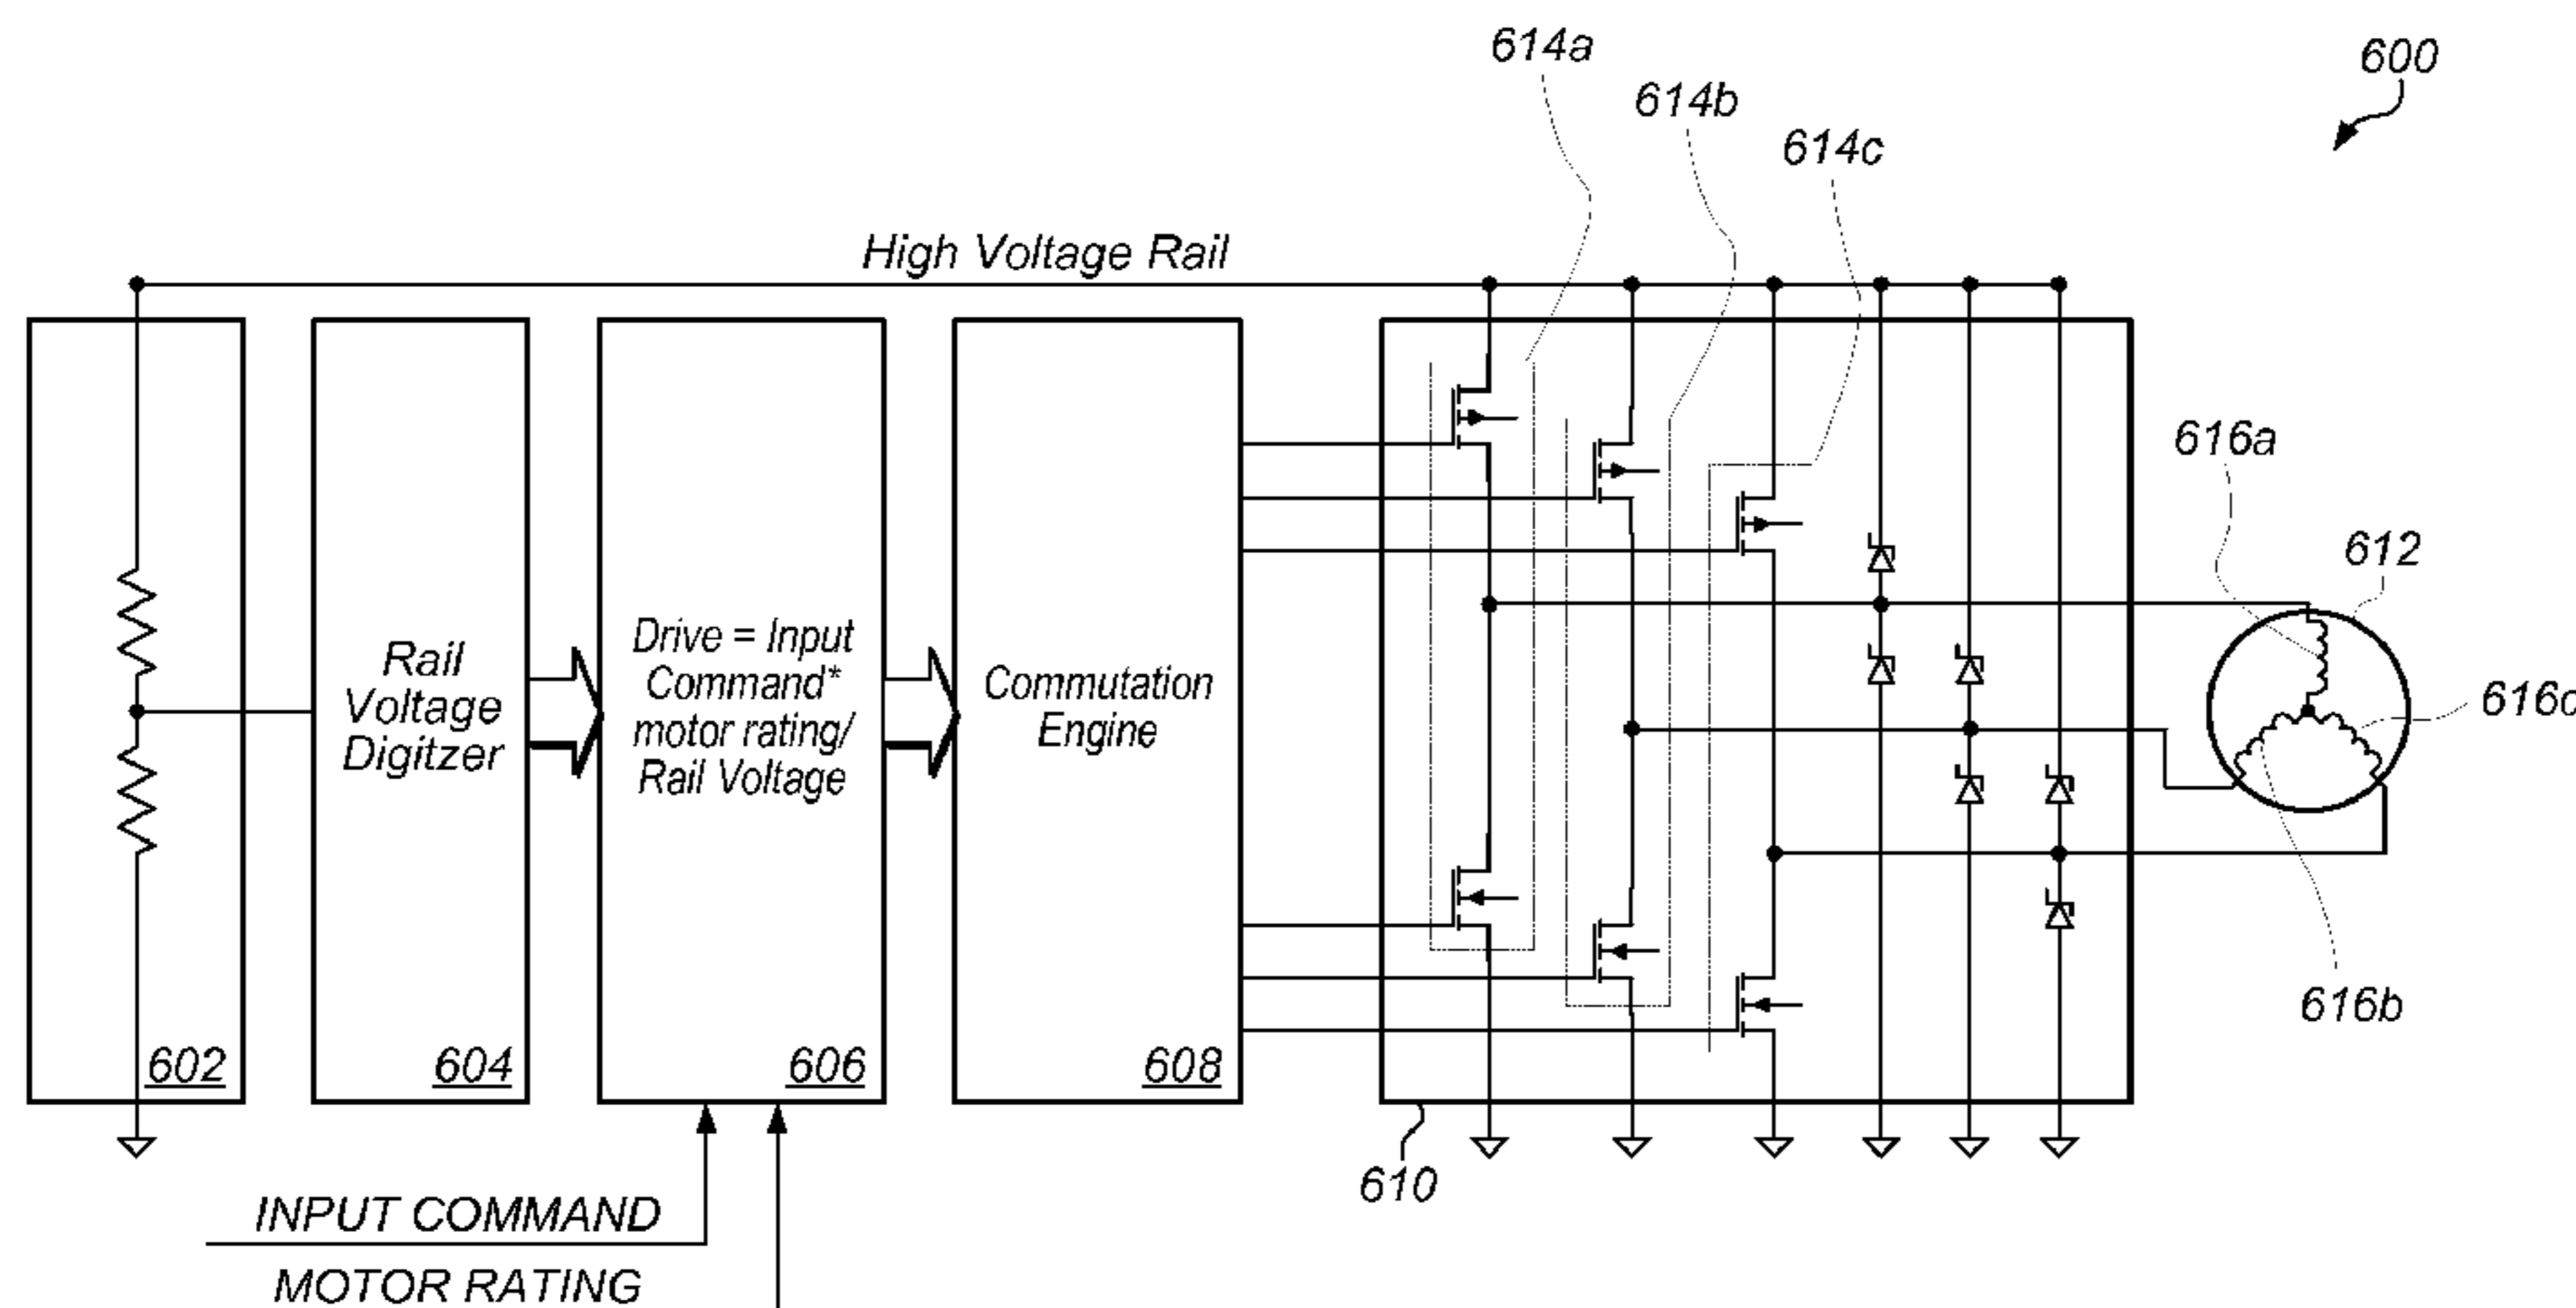 614a
600
614b
614c
High Voltage Rail
616a
612
Rail
Voltage
Digitzer
Drive = Input
Command*
motor rating/
Rail Voltage
Commutation
Engine
616c
616b
602
604
606
608
610
INPUT COMMAND
MOTOR RATING